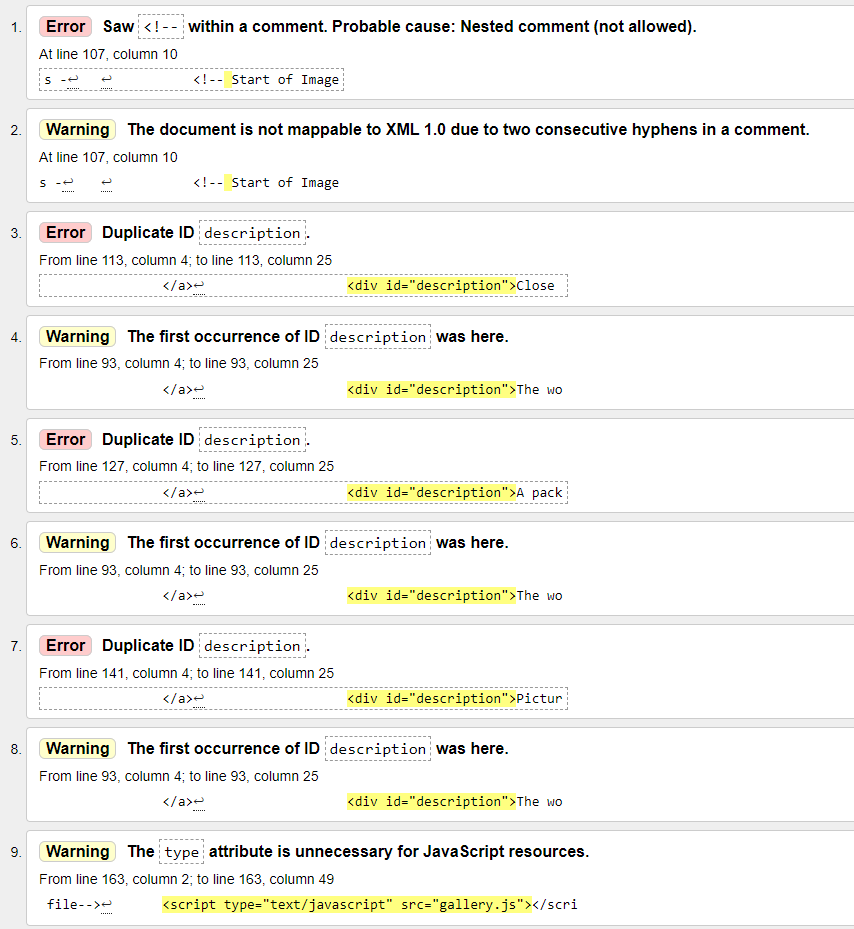 1. Error Saw <!-- within a comment. Probable cause: Nested comment (not allowed).
At line 107, column 10
s -↩ ↩ <!-- Start of Image
2. Warning The document is not mappable to XML 1.0 due to two consecutive hyphens in a comment.
At line 107, column 10
s -↩ ↩ <!-- Start of Image
3. Error Duplicate ID description.
From line 113, column 4; to line 113, column 25
</a>↩ <div id="description">Close
4. Warning The first occurrence of ID description was here.
From line 93, column 4; to line 93, column 25
</a>↩ <div id="description">The wo
5. Error Duplicate ID description.
From line 127, column 4; to line 127, column 25
</a>↩ <div id="description">A pack
6. Warning The first occurrence of ID description was here.
From line 93, column 4; to line 93, column 25
</a>↩ <div id="description">The wo
7. Error Duplicate ID description.
From line 141, column 4; to line 141, column 25
</a>↩ <div id="description">Pictur
8. Warning The first occurrence of ID description was here.
From line 93, column 4; to line 93, column 25
</a>↩ <div id="description">The wo
9. Warning The type attribute is unnecessary for JavaScript resources.
From line 163, column 2; to line 163, column 49
file-->↩ <script type="text/javascript" src="gallery.js"></scri